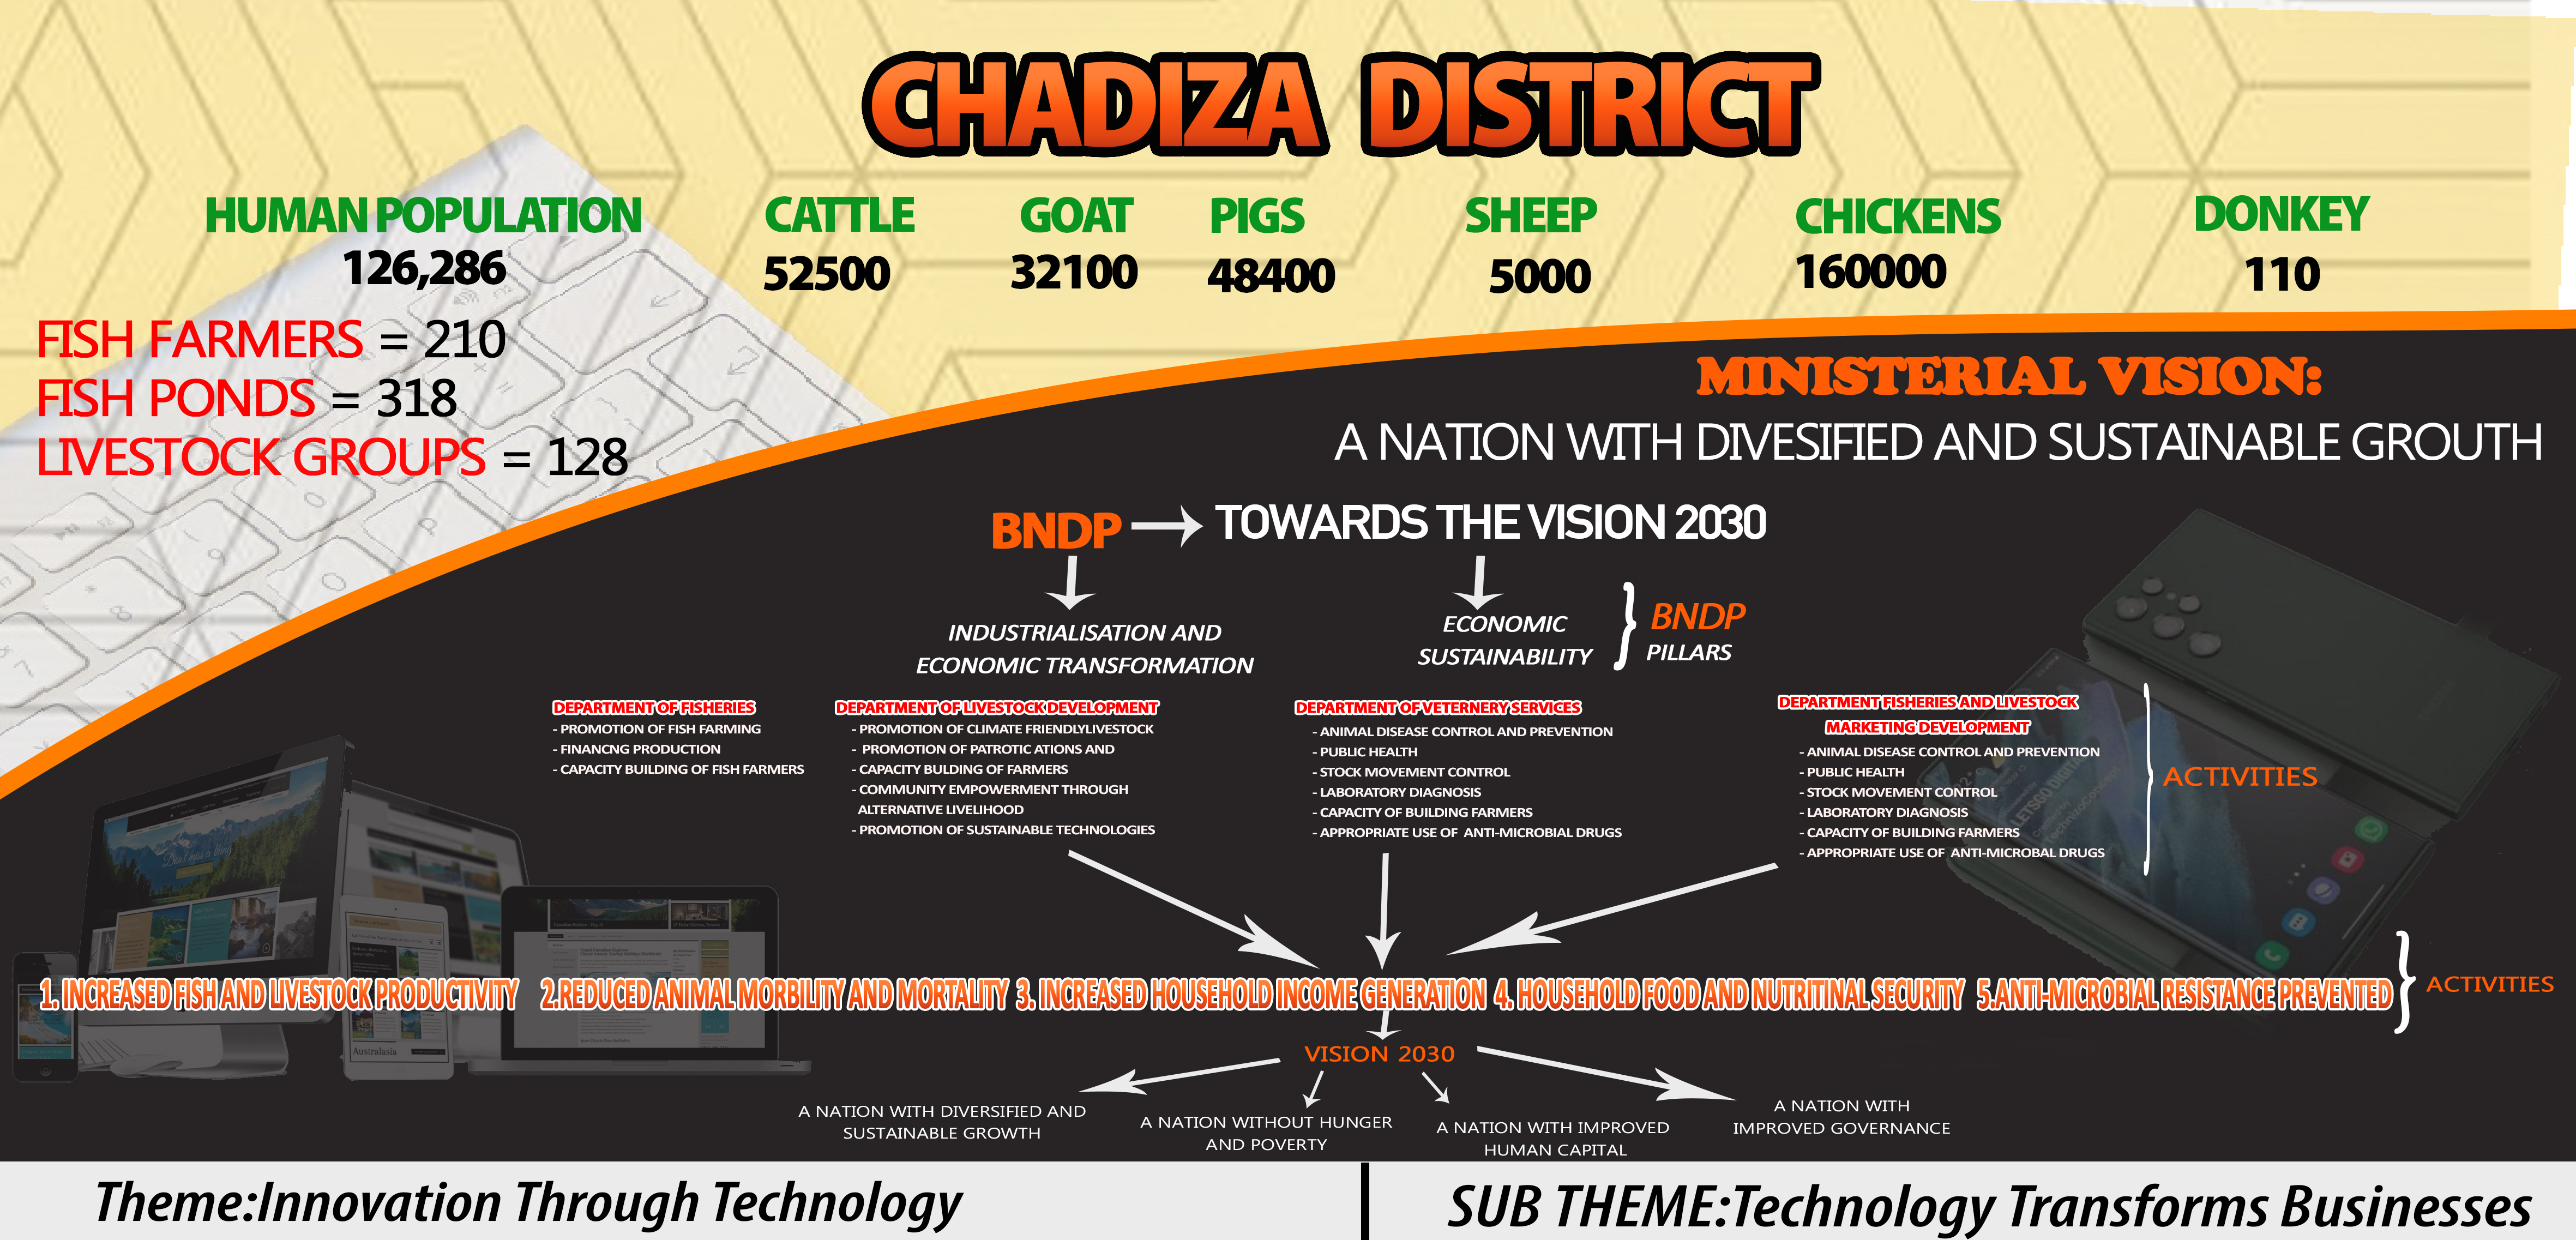 CHADIZA DISTRICT
HUMAN POPULATION
126,286
CATTLE
52500
GOAT
32100
PIGS
48400
SHEEP
5000
CHICKENS
160000
DONKEY
110
FISH FARMERS = 210
FISH PONDS = 318
LIVESTOCK GROUPS = 128
MINISTERIAL VISION:
A NATION WITH DIVESIFIED AND SUSTAINABLE GROUTH
BNDP
TOWARDS THE VISION 2030
INDUSTRIALISATION AND
ECONOMIC TRANSFORMATION
ECONOMIC
SUSTAINABILITY
BNDP
PILLARS
DEPARTMENT OF FISHERIES
- PROMOTION OF FISH FARMING
- FINANCNG PRODUCTION
- CAPACITY BUILDING OF FISH FARMERS
DEPARTMENT OF LIVESTOCK DEVELOPMENT
- PROMOTION OF CLIMATE FRIENDLYLIVESTOCK
- PROMOTION OF PATROTIC ATIONS AND
- CAPACITY BULDING OF FARMERS
- COMMUNITY EMPOWERMENT THROUGH
ALTERNATIVE LIVELIHOOD
- PROMOTION OF SUSTAINABLE TECHNOLOGIES
DEPARTMENT OF VETERNERY SERVICES
- ANIMAL DISEASE CONTROL AND PREVENTION
- PUBLIC HEALTH
- STOCK MOVEMENT CONTROL
- LABORATORY DIAGNOSIS
- CAPACITY OF BUILDING FARMERS
- APPROPRIATE USE OF ANTI-MICROBIAL DRUGS
DEPARTMENT FISHERIES AND LIVESTOCK
MARKETING DEVELOPMENT
- ANIMAL DISEASE CONTROL AND PREVENTION
- PUBLIC HEALTH
- STOCK MOVEMENT CONTROL
- LABORATORY DIAGNOSIS
- CAPACITY OF BUILDING FARMERS
- APPROPRIATE USE OF ANTI-MICROBAL DRUGS
ACTIVITIES
Don't miss a thing
Australasia
1. INCREASED FISH AND LIVESTOCK PRODUCTIVITY 2.REDUCED ANIMAL MORBILITY AND MORTALITY 3. INCREASED HOUSEHOLD INCOME GENERATION 4. HOUSEHOLD FOOD AND NUTRITINAL SECURITY 5.ANTI-MICROBIAL RESISTANCE PREVENTED
ACTIVITIES
VISION 2030
A NATION WITH DIVERSIFIED AND
SUSTAINABLE GROWTH
A NATION WITHOUT HUNGER
AND POVERTY
A NATION WITH IMPROVED
HUMAN CAPITAL
A NATION WITH
IMPROVED GOVERNANCE
Theme:Innovation Through Technology
SUB THEME:Technology Transforms Businesses